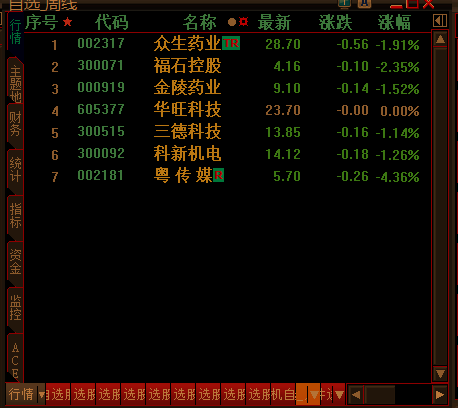 自选 周线
序号 ★ 代码 名称 最新 涨跌 涨幅
1 002317 众生药业 IR 28.70 -0.56 -1.91%
2 300071 福石控股 4.16 -0.10 -2.35%
3 000919 金陵药业 9.10 -0.14 -1.52%
4 605377 华旺科技 23.70 -0.00 0.00%
5 300515 三德科技 13.85 -0.16 -1.14%
6 300092 科新机电 14.12 -0.18 -1.26%
7 002181 粤 传 媒 R 5.70 -0.26 -4.36%
行情
主题地
财务
统计
指标
资金
监控
ACE
行情 自选股 选股 选股 选股 选股 选股 选股 选股 选股 机自